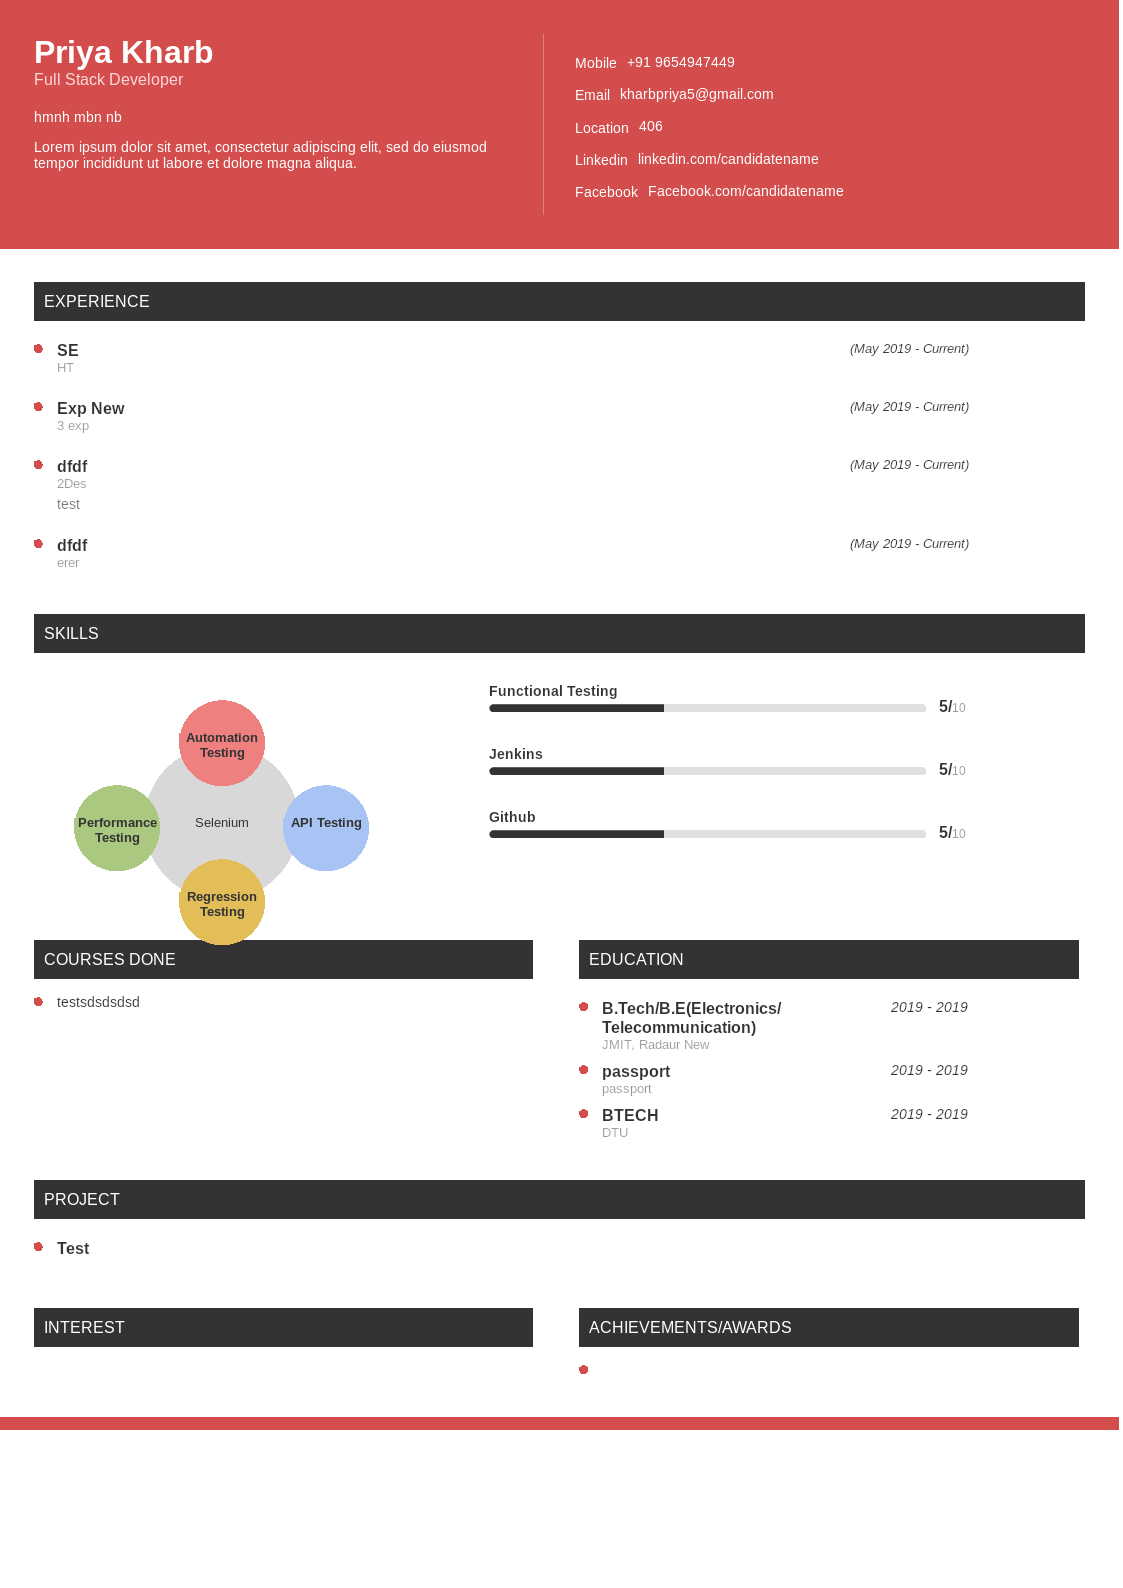 Priya Kharb
Full Stack Developer
hmnh mbn nb
Lorem ipsum dolor sit amet, consectetur adipiscing elit, sed do eiusmod
tempor incididunt ut labore et dolore magna aliqua.
Mobile +91 9654947449
Email kharbpriya5@gmail.com
Location 406
Linkedin linkedin.com/candidatename
Facebook Facebook.com/candidatename
EXPERIENCE
SE (May 2019 - Current)
HT
Exp New (May 2019 - Current)
3 exp
dfdf (May 2019 - Current)
2Des
test
dfdf (May 2019 - Current)
erer
SKILLS
Automation
Testing
Performance
Testing
Selenium
API Testing
Regression
Testing
Functional Testing
5/10
Jenkins
5/10
Github
5/10
COURSES DONE
testsdsdsdsd
EDUCATION
B.Tech/B.E(Electronics/ 2019 - 2019
Telecommunication)
JMIT, Radaur New
passport 2019 - 2019
passport
BTECH 2019 - 2019
DTU
PROJECT
Test
INTEREST
ACHIEVEMENTS/AWARDS